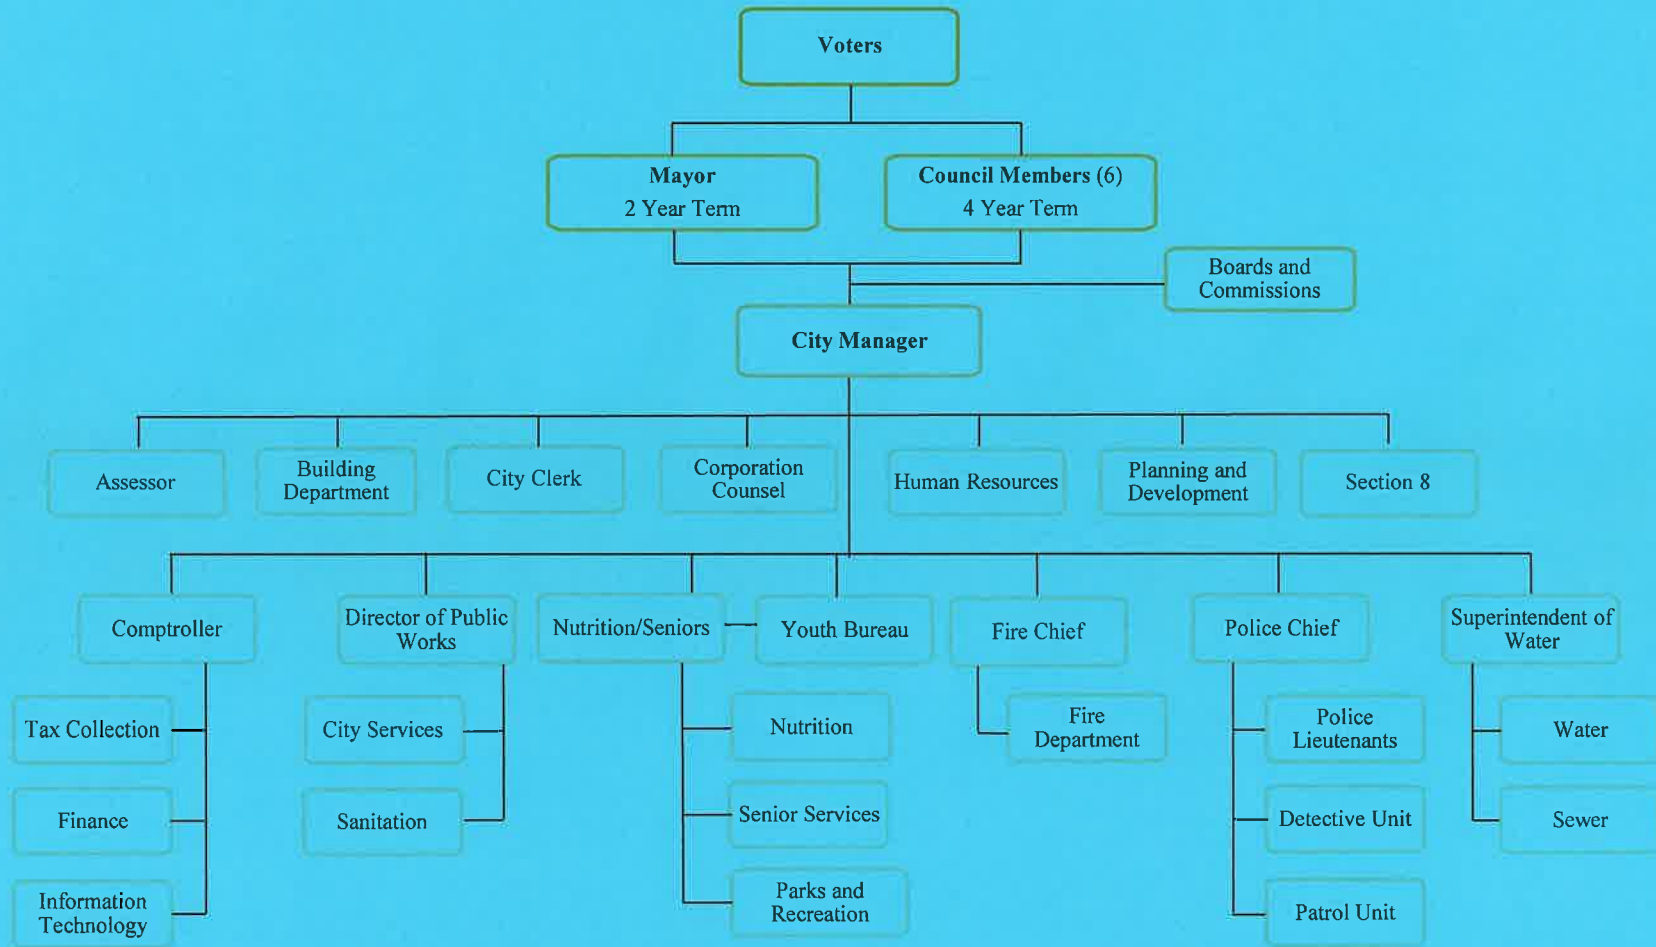 Voters
Mayor
2 Year Term
Council Members (6)
4 Year Term
Boards and
Commissions
City Manager
Assessor
Building
Department
City Clerk
Corporation
Counsel
Human Resources
Planning and
Development
Section 8
Comptroller
Director of Public
Works
Nutrition/Seniors
Youth Bureau
Fire Chief
Police Chief
Superintendent of
Water
Tax Collection
City Services
Nutrition
Fire
Department
Police
Lieutenants
Water
Finance
Sanitation
Senior Services
Detective Unit
Sewer
Information
Technology
Parks and
Recreation
Patrol Unit